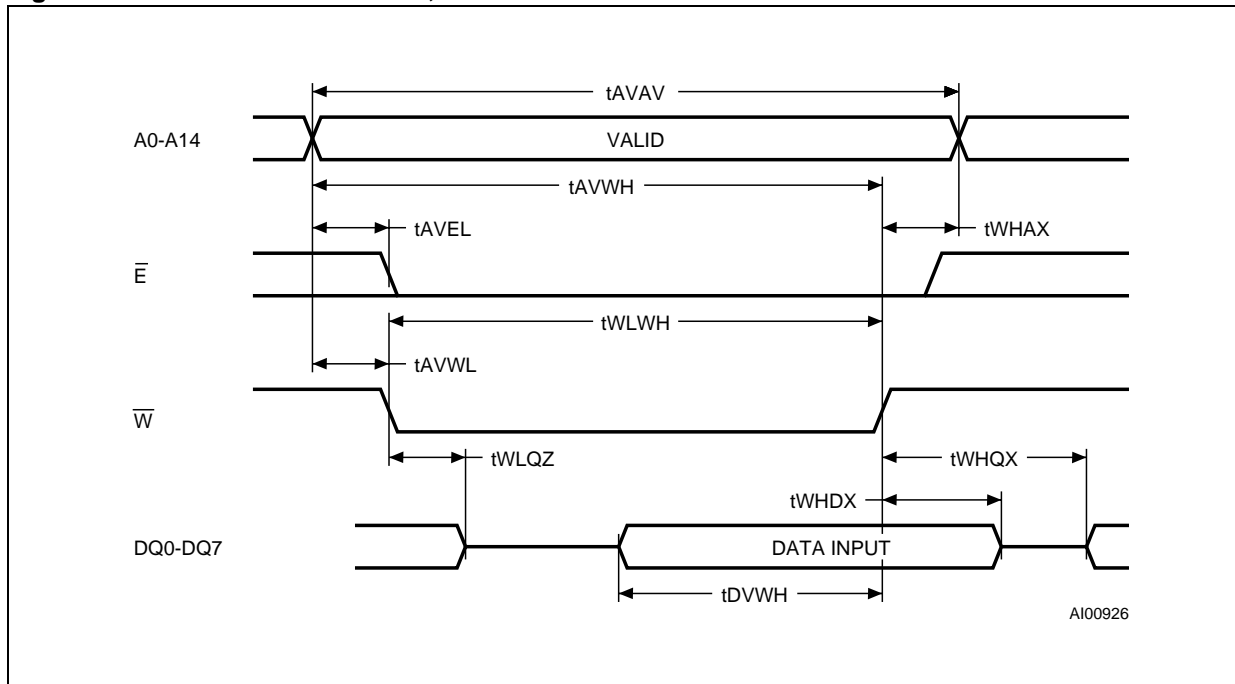 tAVAV
A0-A14
VALID
tAVWH
tAVEL
tWHAX
E̅
tWLWH
tAVWL
W̅
tWLQZ
tWHQX
tWHDX
DQ0-DQ7
DATA INPUT
tDVWH
AI00926